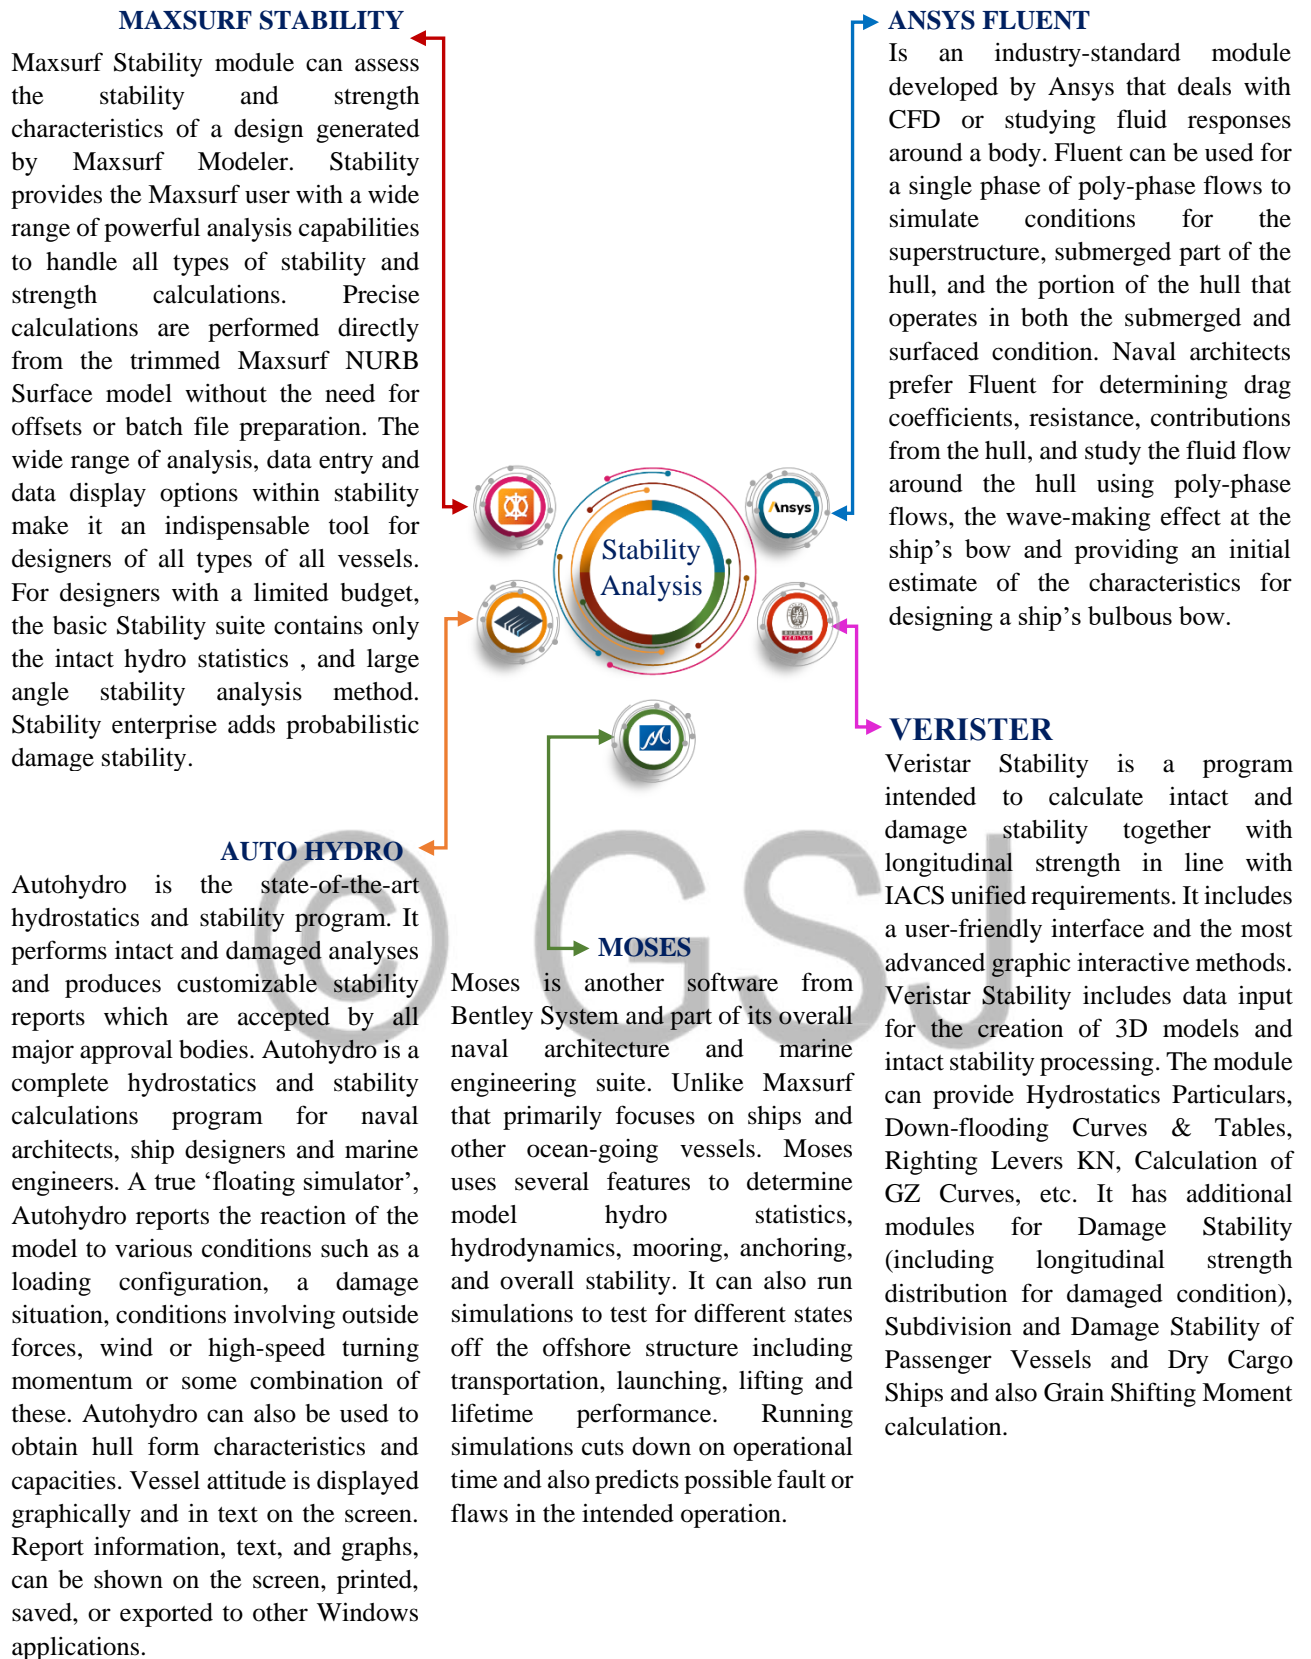 MAXSURF STABILITY
Maxsurf Stability module can assess
the stability and strength
characteristics of a design generated
by Maxsurf Modeler. Stability
provides the Maxsurf user with a wide
range of powerful analysis capabilities
to handle all types of stability and
strength calculations. Precise
calculations are performed directly
from the trimmed Maxsurf NURB
Surface model without the need for
offsets or batch file preparation. The
wide range of analysis, data entry and
data display options within stability
make it an indispensable tool for
designers of all types of all vessels.
For designers with a limited budget,
the basic Stability suite contains only
the intact hydro statistics , and large
angle stability analysis method.
Stability enterprise adds probabilistic
damage stability.
ANSYS FLUENT
Is an industry-standard module
developed by Ansys that deals with
CFD or studying fluid responses
around a body. Fluent can be used for
a single phase of poly-phase flows to
simulate conditions for the
superstructure, submerged part of the
hull, and the portion of the hull that
operates in both the submerged and
surfaced condition. Naval architects
prefer Fluent for determining drag
coefficients, resistance, contributions
from the hull, and study the fluid flow
around the hull using poly-phase
flows, the wave-making effect at the
ship’s bow and providing an initial
estimate of the characteristics for
designing a ship’s bulbous bow.
Stability
Analysis
Ansys
BUREAU
VERITAS
M
AUTO HYDRO
Autohydro is the state-of-the-art
hydrostatics and stability program. It
performs intact and damaged analyses
and produces customizable stability
reports which are accepted by all
major approval bodies. Autohydro is a
complete hydrostatics and stability
calculations program for naval
architects, ship designers and marine
engineers. A true ‘floating simulator’,
Autohydro reports the reaction of the
model to various conditions such as a
loading configuration, a damage
situation, conditions involving outside
forces, wind or high-speed turning
momentum or some combination of
these. Autohydro can also be used to
obtain hull form characteristics and
capacities. Vessel attitude is displayed
graphically and in text on the screen.
Report information, text, and graphs,
can be shown on the screen, printed,
saved, or exported to other Windows
applications.
MOSES
Moses is another software from
Bentley System and part of its overall
naval architecture and marine
engineering suite. Unlike Maxsurf
that primarily focuses on ships and
other ocean-going vessels. Moses
uses several features to determine
model hydro statistics,
hydrodynamics, mooring, anchoring,
and overall stability. It can also run
simulations to test for different states
off the offshore structure including
transportation, launching, lifting and
lifetime performance. Running
simulations cuts down on operational
time and also predicts possible fault or
flaws in the intended operation.
VERISTER
Veristar Stability is a program
intended to calculate intact and
damage stability together with
longitudinal strength in line with
IACS unified requirements. It includes
a user-friendly interface and the most
advanced graphic interactive methods.
Veristar Stability includes data input
for the creation of 3D models and
intact stability processing. The module
can provide Hydrostatics Particulars,
Down-flooding Curves & Tables,
Righting Levers KN, Calculation of
GZ Curves, etc. It has additional
modules for Damage Stability
(including longitudinal strength
distribution for damaged condition),
Subdivision and Damage Stability of
Passenger Vessels and Dry Cargo
Ships and also Grain Shifting Moment
calculation.
© GSJ